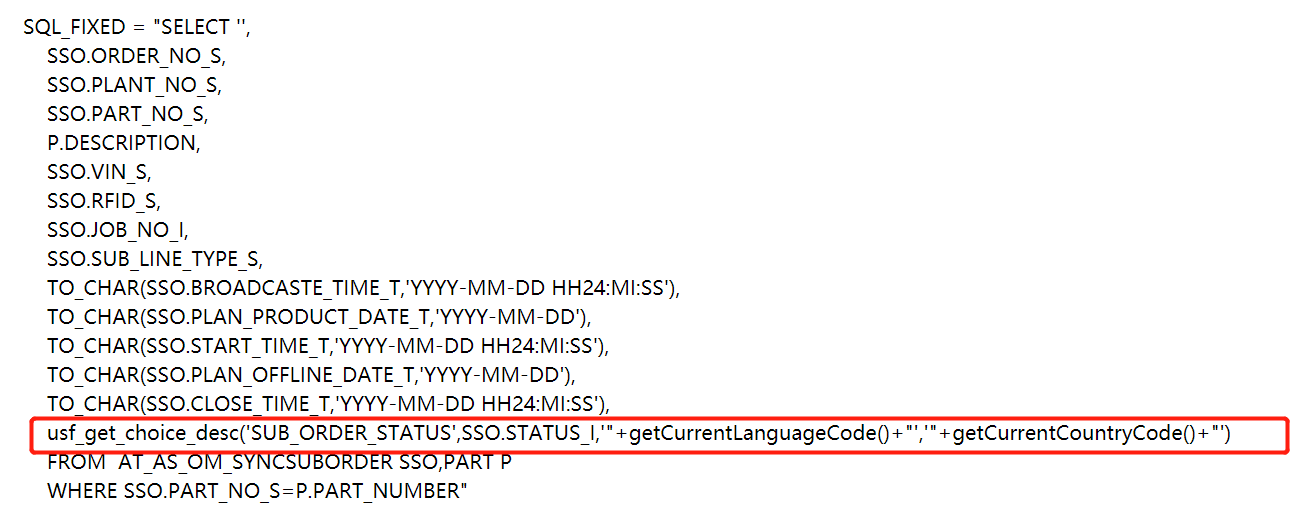 SQL_FIXED = "SELECT '',
SSO.ORDER_NO_S,
SSO.PLANT_NO_S,
SSO.PART_NO_S,
P.DESCRIPTION,
SSO.VIN_S,
SSO.RFID_S,
SSO.JOB_NO_I,
SSO.SUB_LINE_TYPE_S,
TO_CHAR(SSO.BROADCASTE_TIME_T,'YYYY-MM-DD HH24:MI:SS'),
TO_CHAR(SSO.PLAN_PRODUCT_DATE_T,'YYYY-MM-DD'),
TO_CHAR(SSO.START_TIME_T,'YYYY-MM-DD HH24:MI:SS'),
TO_CHAR(SSO.PLAN_OFFLINE_DATE_T,'YYYY-MM-DD'),
TO_CHAR(SSO.CLOSE_TIME_T,'YYYY-MM-DD HH24:MI:SS'),
usf_get_choice_desc('SUB_ORDER_STATUS',SSO.STATUS_I,'"+getCurrentLanguageCode()+"','"+getCurrentCountryCode()+"')
FROM  AT_AS_OM_SYNCSUBORDER SSO,PART P
WHERE SSO.PART_NO_S=P.PART_NUMBER"